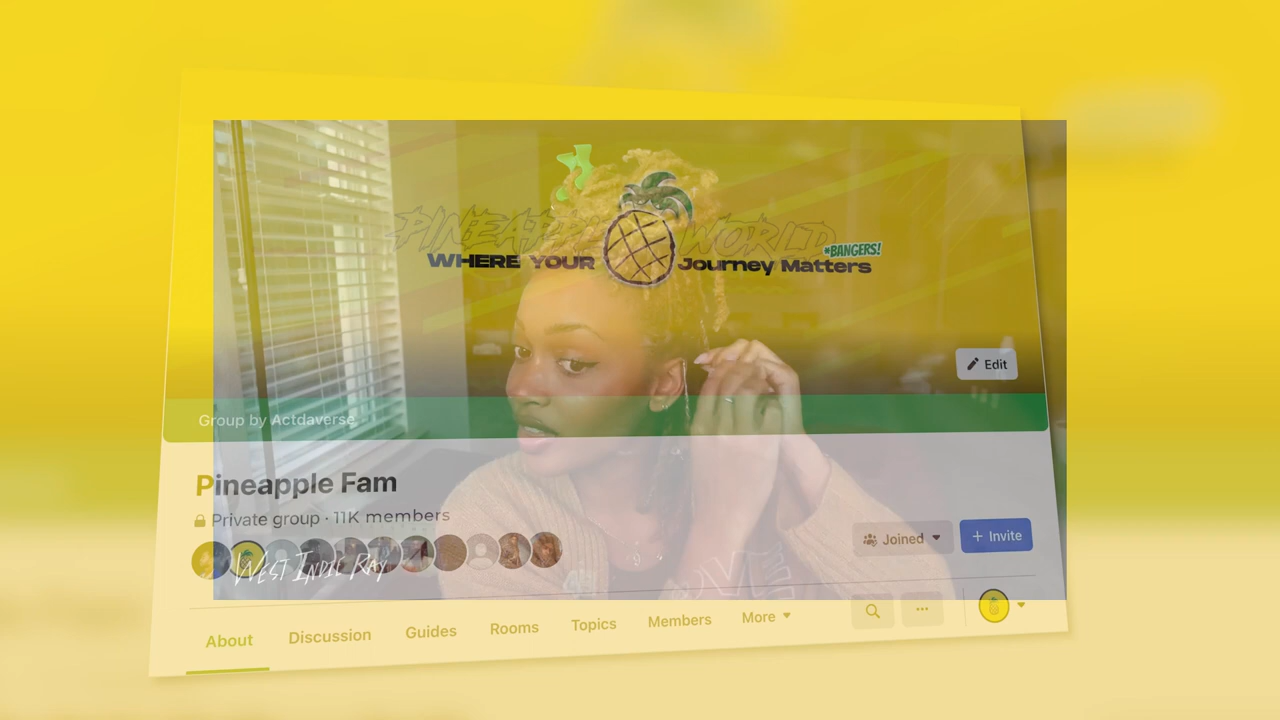 PINEAPPLE WORLD
*BANGERS!
WHERE YOUR Journey Matters
Edit
Group by Actdaverse
Pineapple Fam
Private group · 11K members
WEST INDIE RAY
Joined
+ Invite
About
Discussion
Guides
Rooms
Topics
Members
More